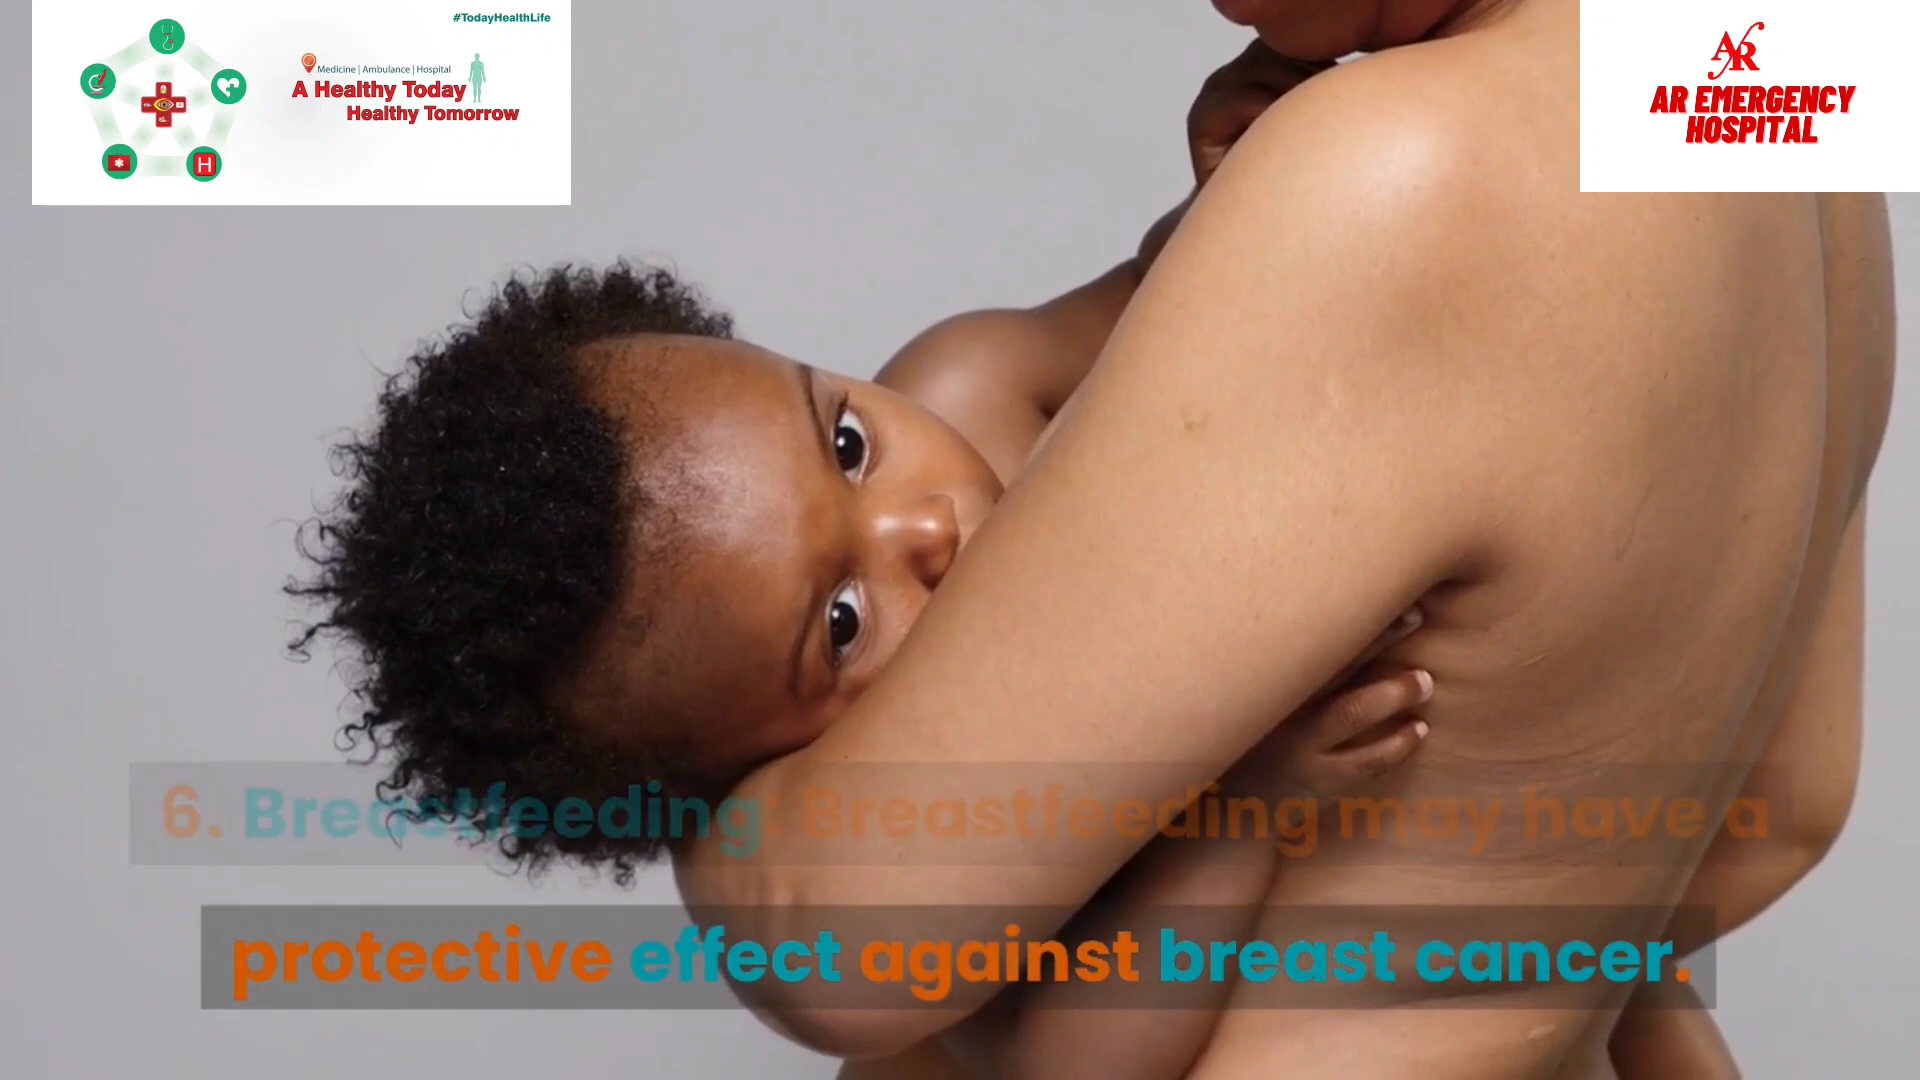 #TodayHealthLife
Medicine | Ambulance | Hospital
A Healthy Today
Healthy Tomorrow
H
AR
AR EMERGENCY
HOSPITAL
6. Breastfeeding: Breastfeeding may have a
protective effect against breast cancer.